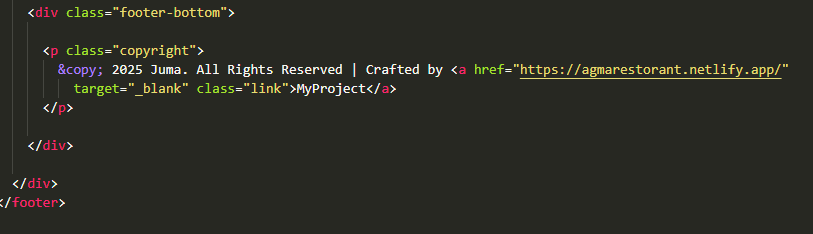 <div class="footer-bottom">
<p class="copyright">
&copy; 2025 Juma. All Rights Reserved | Crafted by <a href="https://agmarestorant.netlify.app/"
target="_blank" class="link">MyProject</a>
</p>
</div>
</div>
</footer>